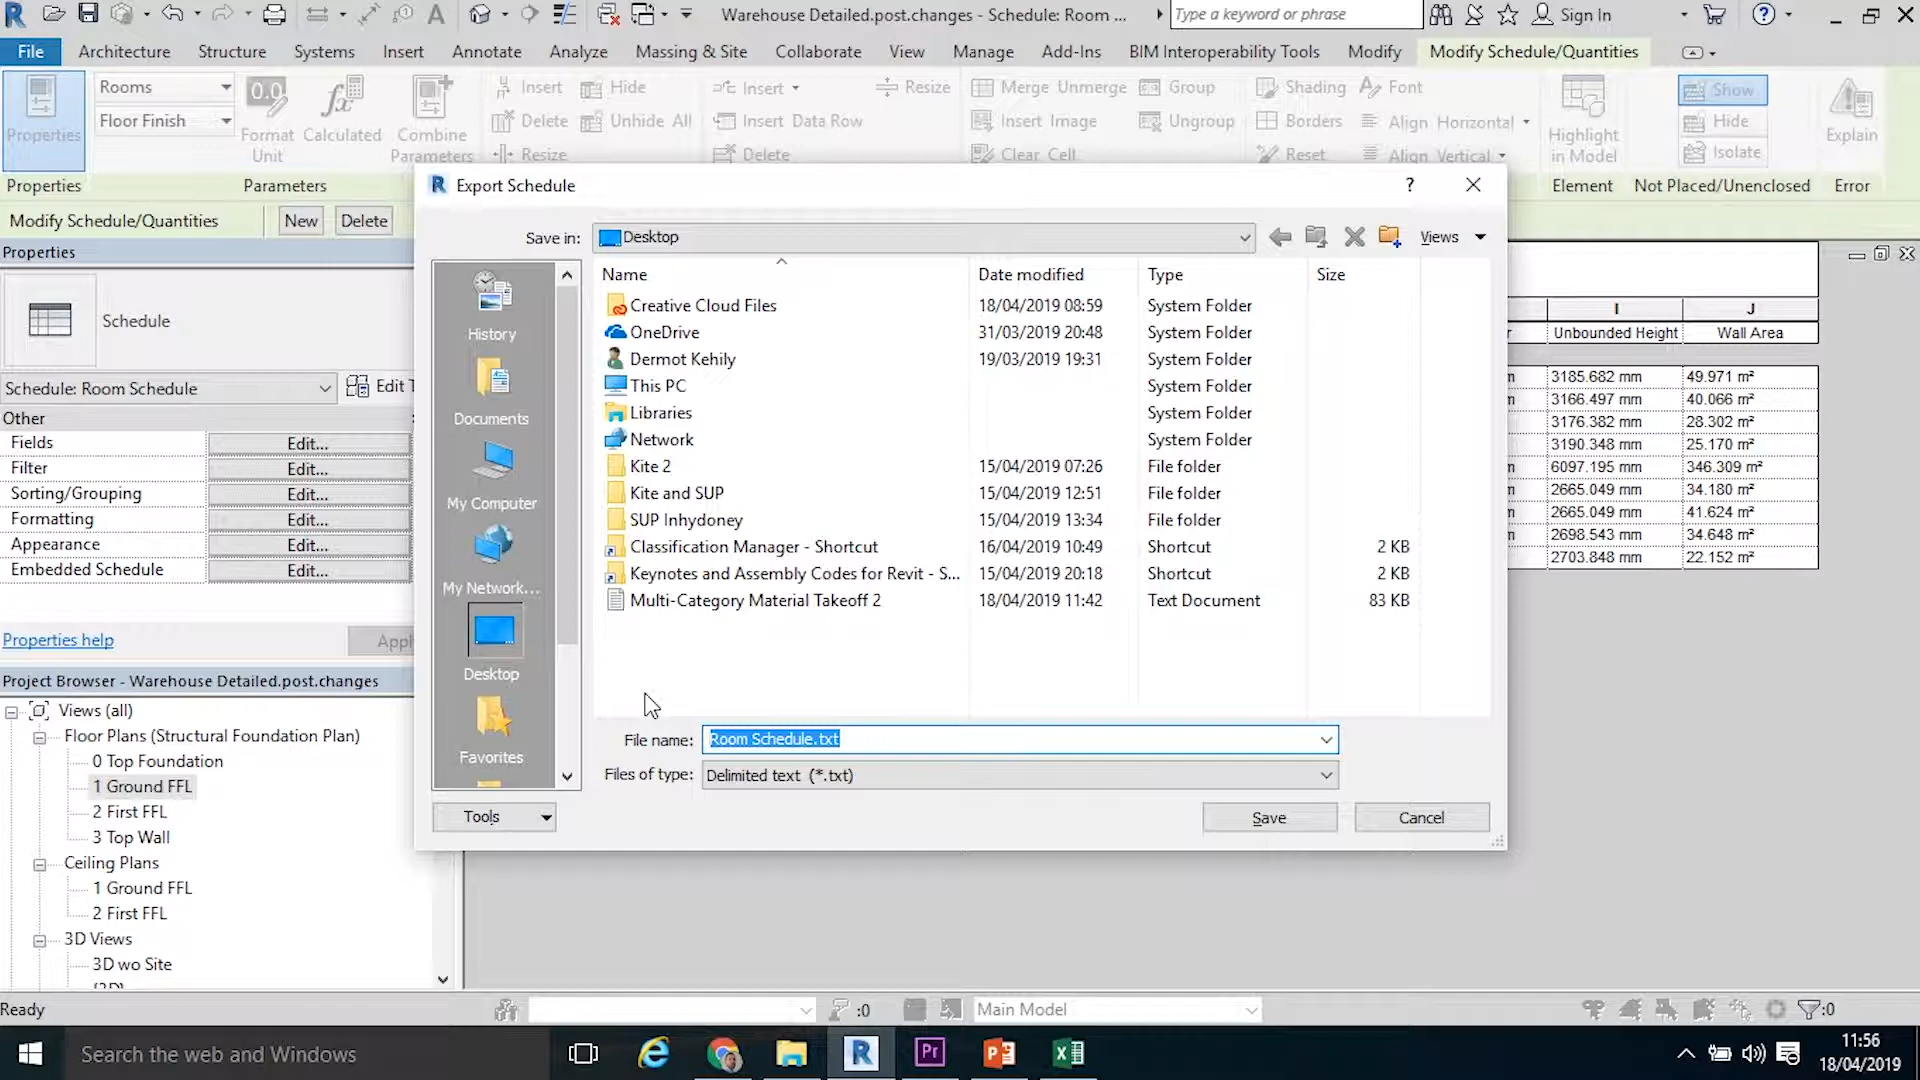 Warehouse Detailed.post.changes - Schedule: Room ...
Type a keyword or phrase
Sign In
File Architecture Structure Systems Insert Annotate Analyze Massing & Site Collaborate View Manage Add-Ins BIM Interoperability Tools Modify Modify Schedule/Quantities
Properties
Rooms
Floor Finish
0.0
Format Unit
Calculated
Combine Parameters
Insert
Delete
Resize
Hide
Unhide All
Insert
Insert Data Row
Delete
Resize
Merge Unmerge
Insert Image
Clear Cell
Group
Ungroup
Shading
Borders
Reset
Font
Align Horizontal
Align Vertical
Highlight in Model
Show
Hide
Isolate
Explain
Properties
Parameters
Element
Not Placed/Unenclosed
Error
Modify Schedule/Quantities
New
Delete
Properties
Schedule
Schedule: Room Schedule
Edit T
Other
Fields Edit...
Filter Edit...
Sorting/Grouping Edit...
Formatting Edit...
Appearance Edit...
Embedded Schedule Edit...
Properties help
Appl
Project Browser - Warehouse Detailed.post.changes
Views (all)
Floor Plans (Structural Foundation Plan)
0 Top Foundation
1 Ground FFL
2 First FFL
3 Top Wall
Ceiling Plans
1 Ground FFL
2 First FFL
3D Views
3D wo Site
{3D}
Export Schedule
?
Save in: Desktop
Views
History
Documents
My Computer
My Network...
Desktop
Favorites
Name Date modified Type Size
Creative Cloud Files 18/04/2019 08:59 System Folder
OneDrive 31/03/2019 20:48 System Folder
Dermot Kehily 19/03/2019 19:31 System Folder
This PC System Folder
Libraries System Folder
Network System Folder
Kite 2 15/04/2019 07:26 File folder
Kite and SUP 15/04/2019 12:51 File folder
SUP Inhydoney 15/04/2019 13:34 File folder
Classification Manager - Shortcut 16/04/2019 10:49 Shortcut 2 KB
Keynotes and Assembly Codes for Revit - S... 15/04/2019 20:18 Shortcut 2 KB
Multi-Category Material Takeoff 2 18/04/2019 11:42 Text Document 83 KB
File name: Room Schedule.txt
Files of type: Delimited text (*.txt)
Tools
Save
Cancel
I J
Unbounded Height Wall Area
3185.682 mm 49.971 m²
3166.497 mm 40.066 m²
3176.382 mm 28.302 m²
3190.348 mm 25.170 m²
6097.195 mm 346.309 m²
2665.049 mm 34.180 m²
2665.049 mm 41.624 m²
2698.543 mm 34.648 m²
2703.848 mm 22.152 m²
Ready
:0
Main Model
:0
Search the web and Windows
11:56
18/04/2019